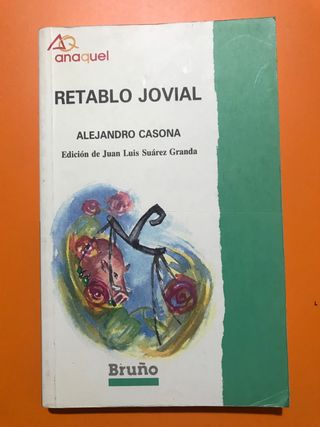 AQ
anaquel
RETABLO JOVIAL
ALEJANDRO CASONA
Edición de Juan Luis Suárez Granda
Bruño